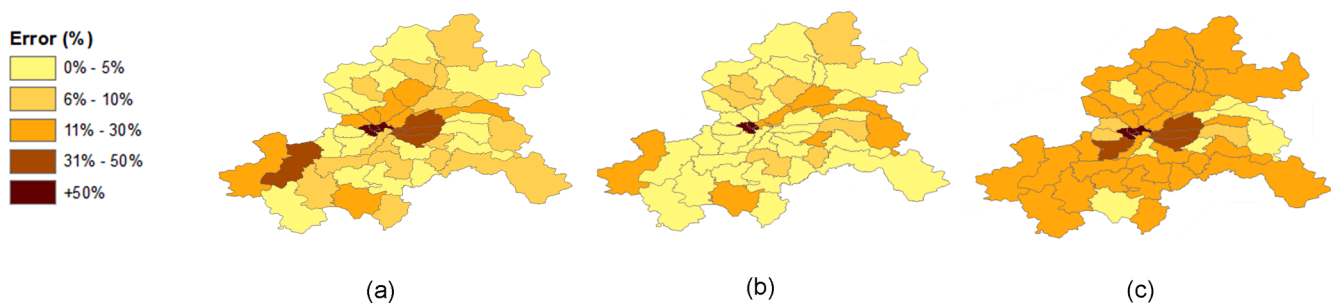 Error (%)
0% - 5%
6% - 10%
11% - 30%
31% - 50%
+50%
(a)
(b)
(c)